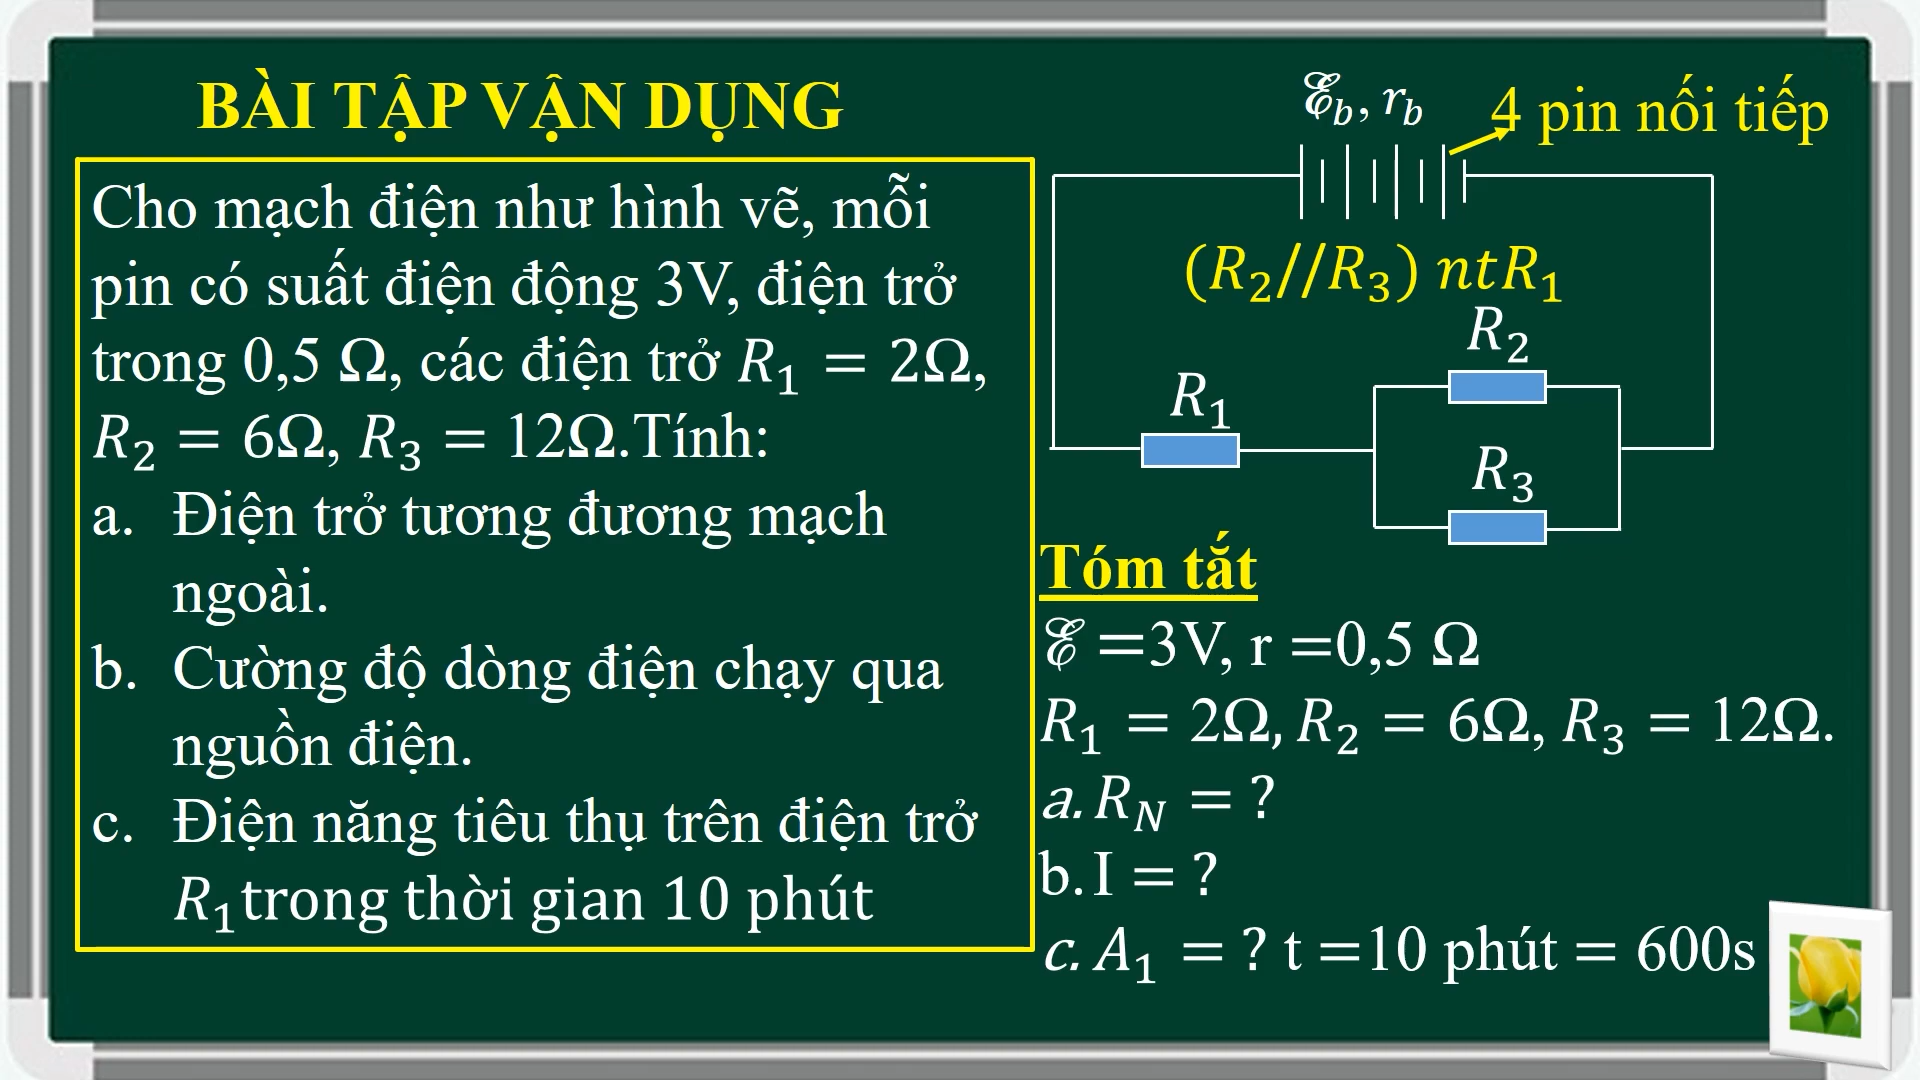 BÀI TẬP VẬN DỤNG
Cho mạch điện như hình vẽ, mỗi
pin có suất điện động 3V, điện trở
trong 0,5 Ω, các điện trở R₁ = 2Ω,
R₂ = 6Ω, R₃ = 12Ω.Tính:
a. Điện trở tương đương mạch
ngoài.
b. Cường độ dòng điện chạy qua
nguồn điện.
c. Điện năng tiêu thụ trên điện trở
R₁ trong thời gian 10 phút
ℰb, rb
4 pin nối tiếp
(R₂//R₃) ntR₁
R₂
R₁
R₃
Tóm tắt
ℰ =3V, r =0,5 Ω
R₁ = 2Ω, R₂ = 6Ω, R₃ = 12Ω.
a. R_N = ?
b. I = ?
c. A₁ = ? t =10 phút = 600s